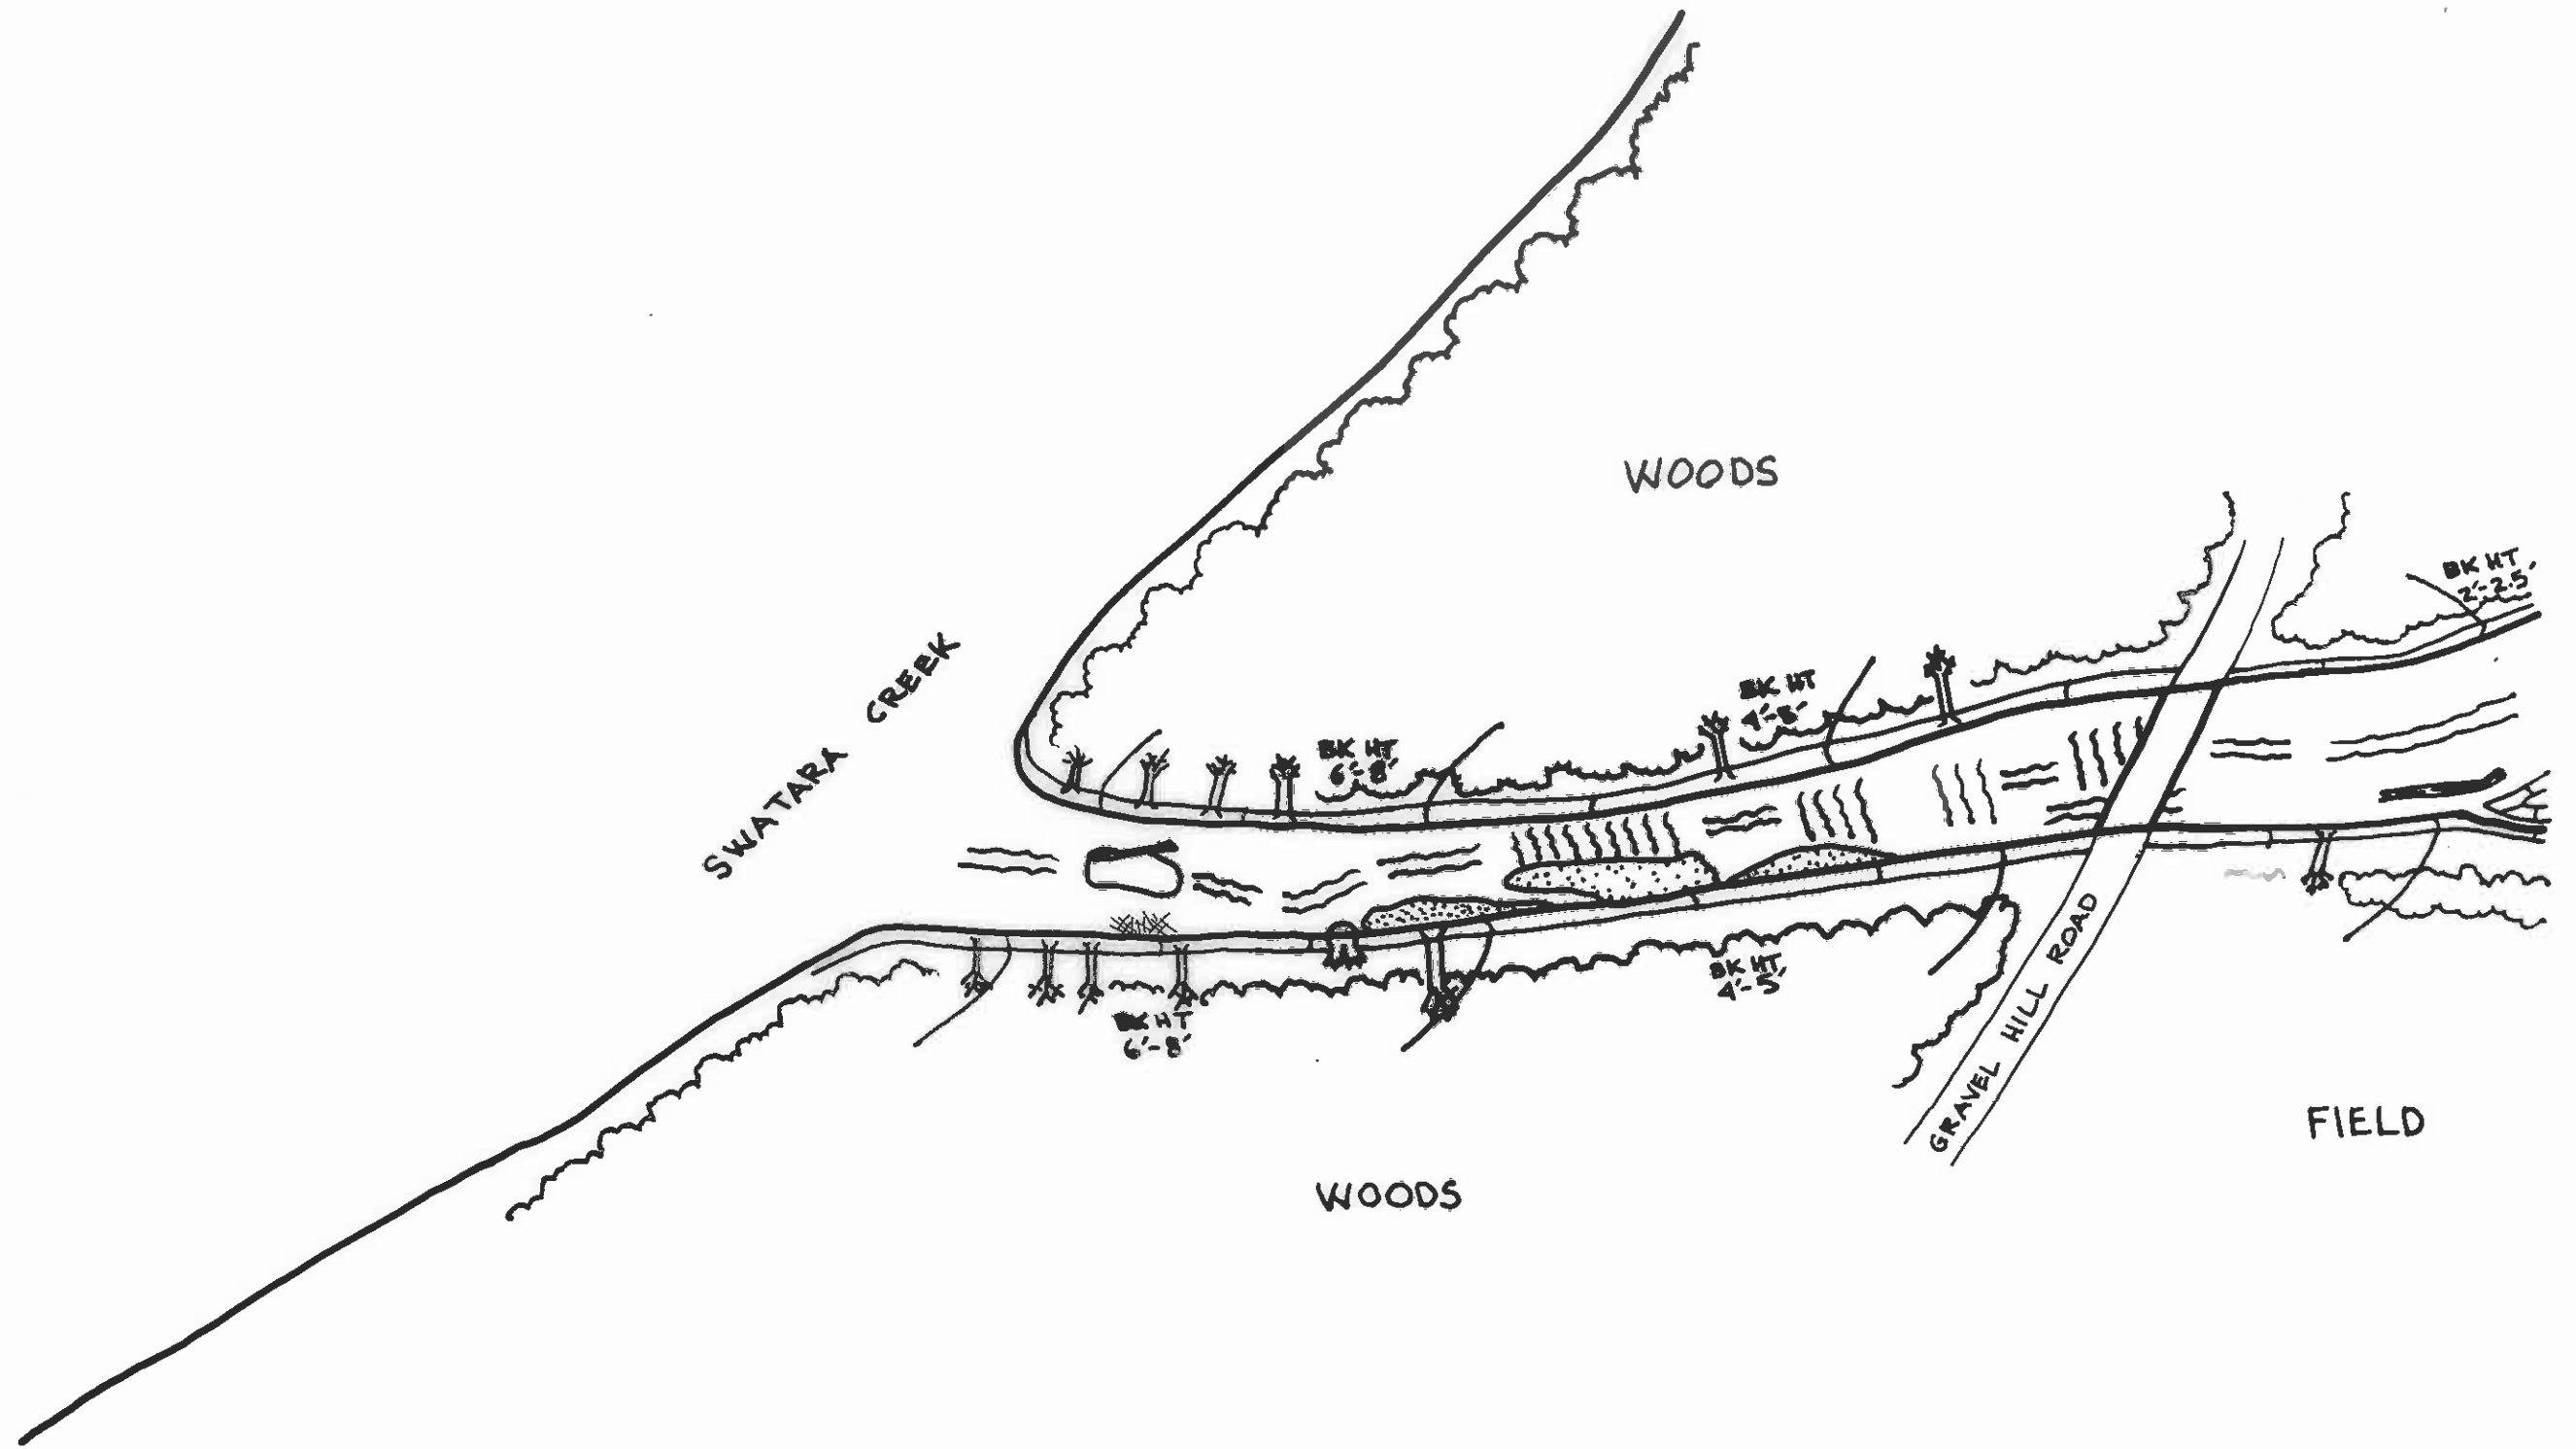 WOODS
BK HT
2'-2.5'
SWATARA CREEK
BK HT
4'-5'
BK HT
6'-8'
BK HT
6'-8'
BK HT
4'-5'
GRAVEL HILL ROAD
FIELD
WOODS